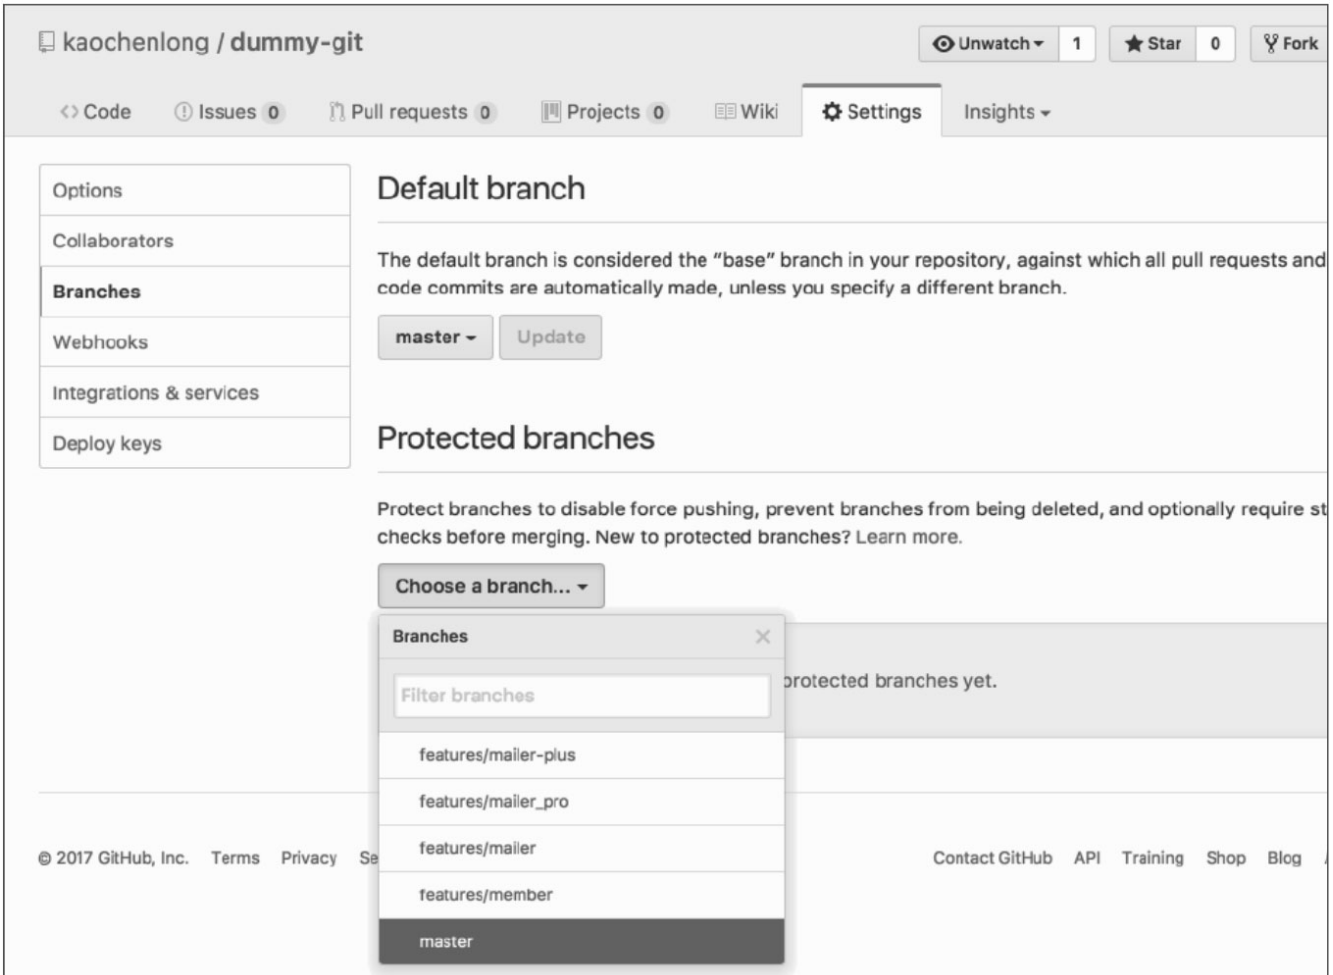 kaochenlong / dummy-git
Unwatch 1 Star 0 Fork
Code Issues 0 Pull requests 0 Projects 0 Wiki Settings Insights
Options
Collaborators
Branches
Webhooks
Integrations & services
Deploy keys
Default branch
The default branch is considered the “base” branch in your repository, against which all pull requests and
code commits are automatically made, unless you specify a different branch.
master Update
Protected branches
Protect branches to disable force pushing, prevent branches from being deleted, and optionally require st
checks before merging. New to protected branches? Learn more.
Choose a branch...
Branches
Filter branches
protected branches yet.
features/mailer-plus
features/mailer_pro
features/mailer
features/member
master
© 2017 GitHub, Inc. Terms Privacy Se
Contact GitHub API Training Shop Blog